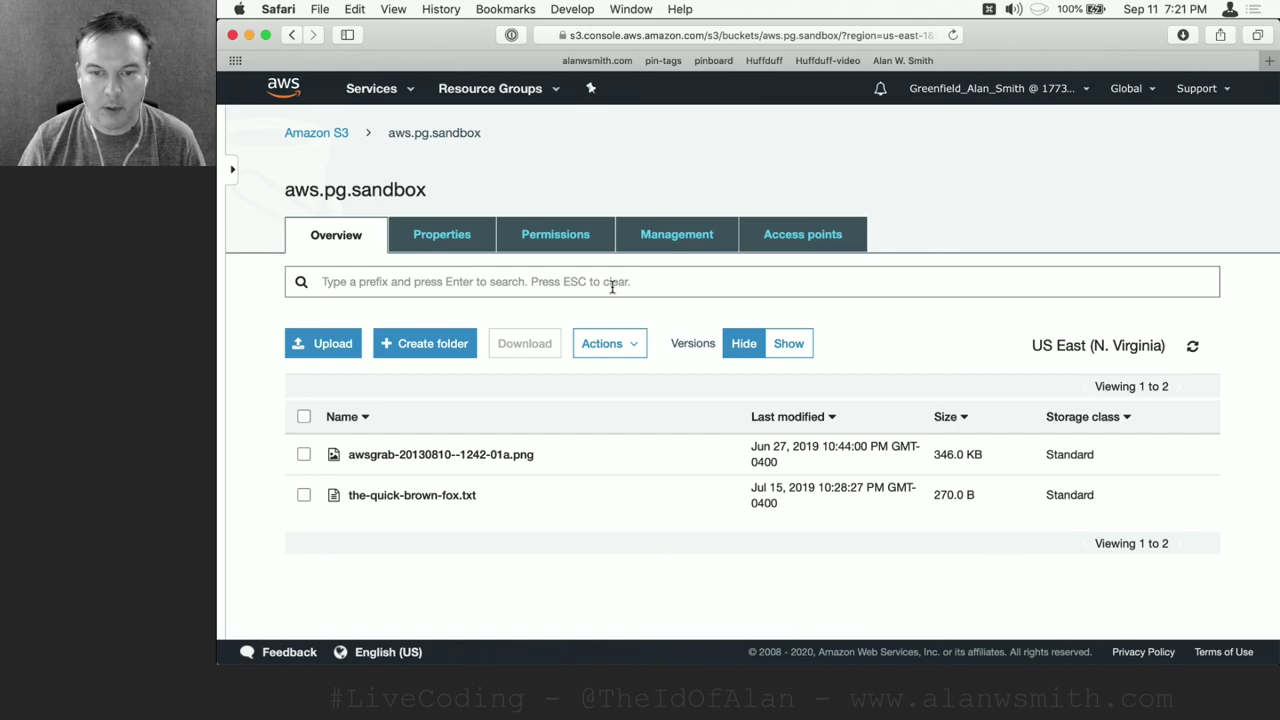 Safari File Edit View History Bookmarks Develop Window Help 100% Sep 11 7:21 PM
s3.console.aws.amazon.com/s3/buckets/aws.pg.sandbox/?region=us-east-1&
alanwsmith.com pin-tags pinboard Huffduff Huffduff-video Alan W. Smith
aws Services Resource Groups Greenfield_Alan_Smith @ 1773... Global Support
Amazon S3 > aws.pg.sandbox
aws.pg.sandbox
Overview Properties Permissions Management Access points
Type a prefix and press Enter to search. Press ESC to clear.
Upload + Create folder Download Actions Versions Hide Show US East (N. Virginia)
Viewing 1 to 2
Name Last modified Size Storage class
awsgrab-20130810--1242-01a.png Jun 27, 2019 10:44:00 PM GMT-0400 346.0 KB Standard
the-quick-brown-fox.txt Jul 15, 2019 10:28:27 PM GMT-0400 270.0 B Standard
Viewing 1 to 2
Feedback English (US) © 2008 - 2020, Amazon Web Services, Inc. or its affiliates. All rights reserved. Privacy Policy Terms of Use
#LiveCoding - @TheIdOfAlan - www.alanwsmith.com